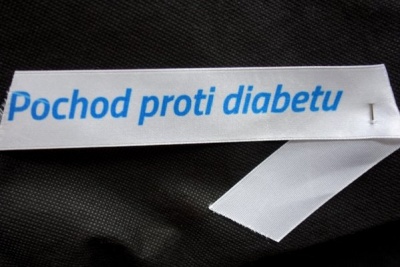 Pochod proti diabetu